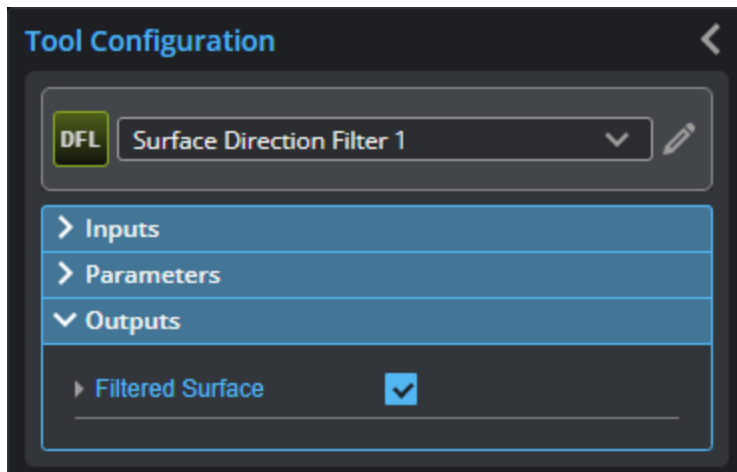 Tool Configuration
DFL Surface Direction Filter 1
Inputs
Parameters
Outputs
Filtered Surface